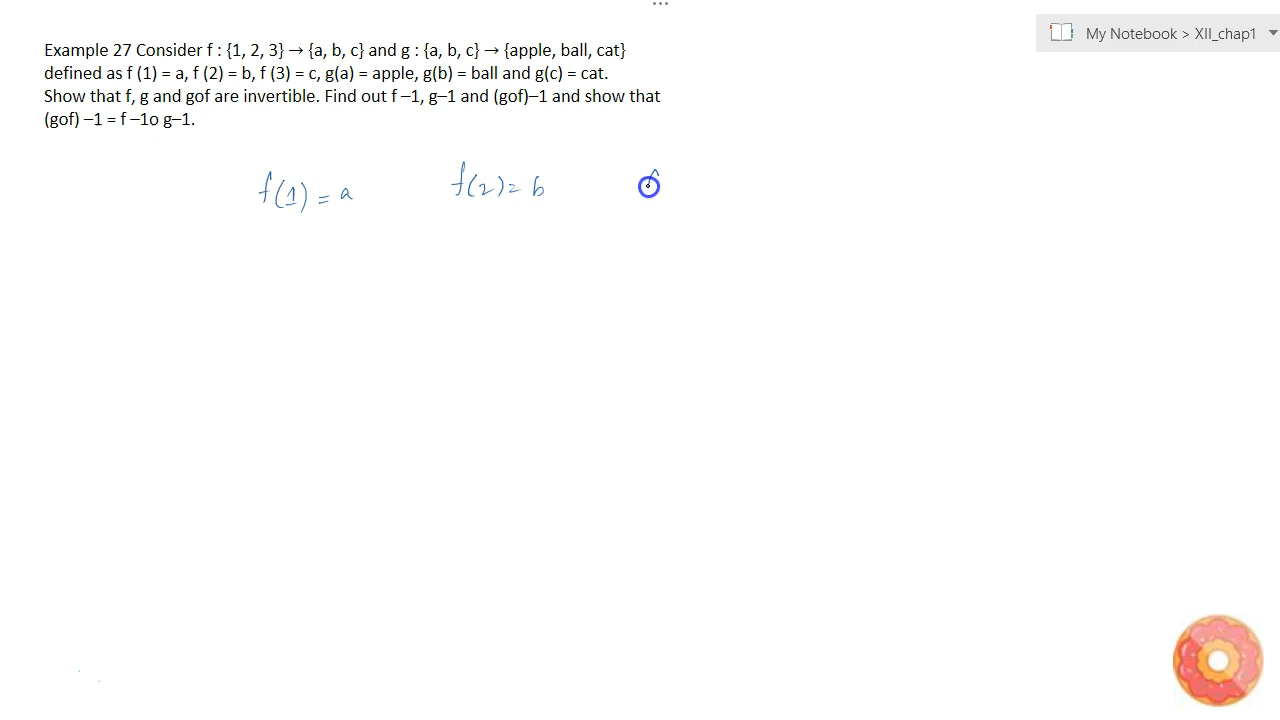 My Notebook > XII_chap1
Example 27 Consider f : {1, 2, 3} → {a, b, c} and g : {a, b, c} → {apple, ball, cat}
defined as f (1) = a, f (2) = b, f (3) = c, g(a) = apple, g(b) = ball and g(c) = cat.
Show that f, g and gof are invertible. Find out f –1, g–1 and (gof)–1 and show that
(gof) –1 = f –1o g–1.
f(1) = a f(2) = b